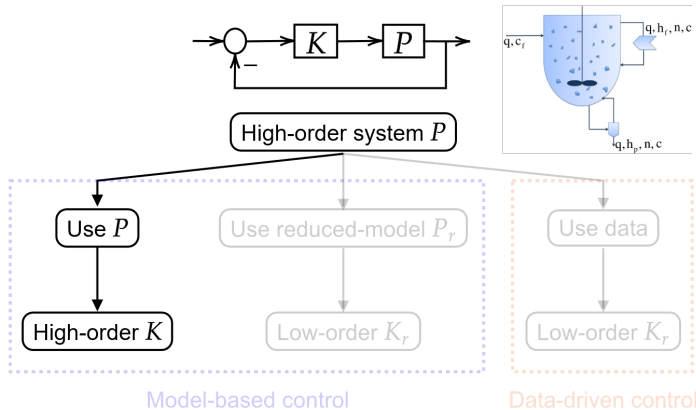 K
P
−
q, c_f
q, h_f, n, c
q, h_p, n, c
High-order system P
Use P
Use reduced-model P_r
Use data
High-order K
Low-order K_r
Low-order K_r
Model-based control
Data-driven control